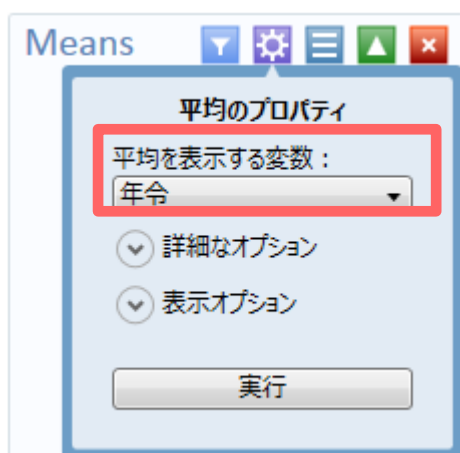 Means
平均のプロパティ
平均を表示する変数：
年令
詳細なオプション
表示オプション
実行